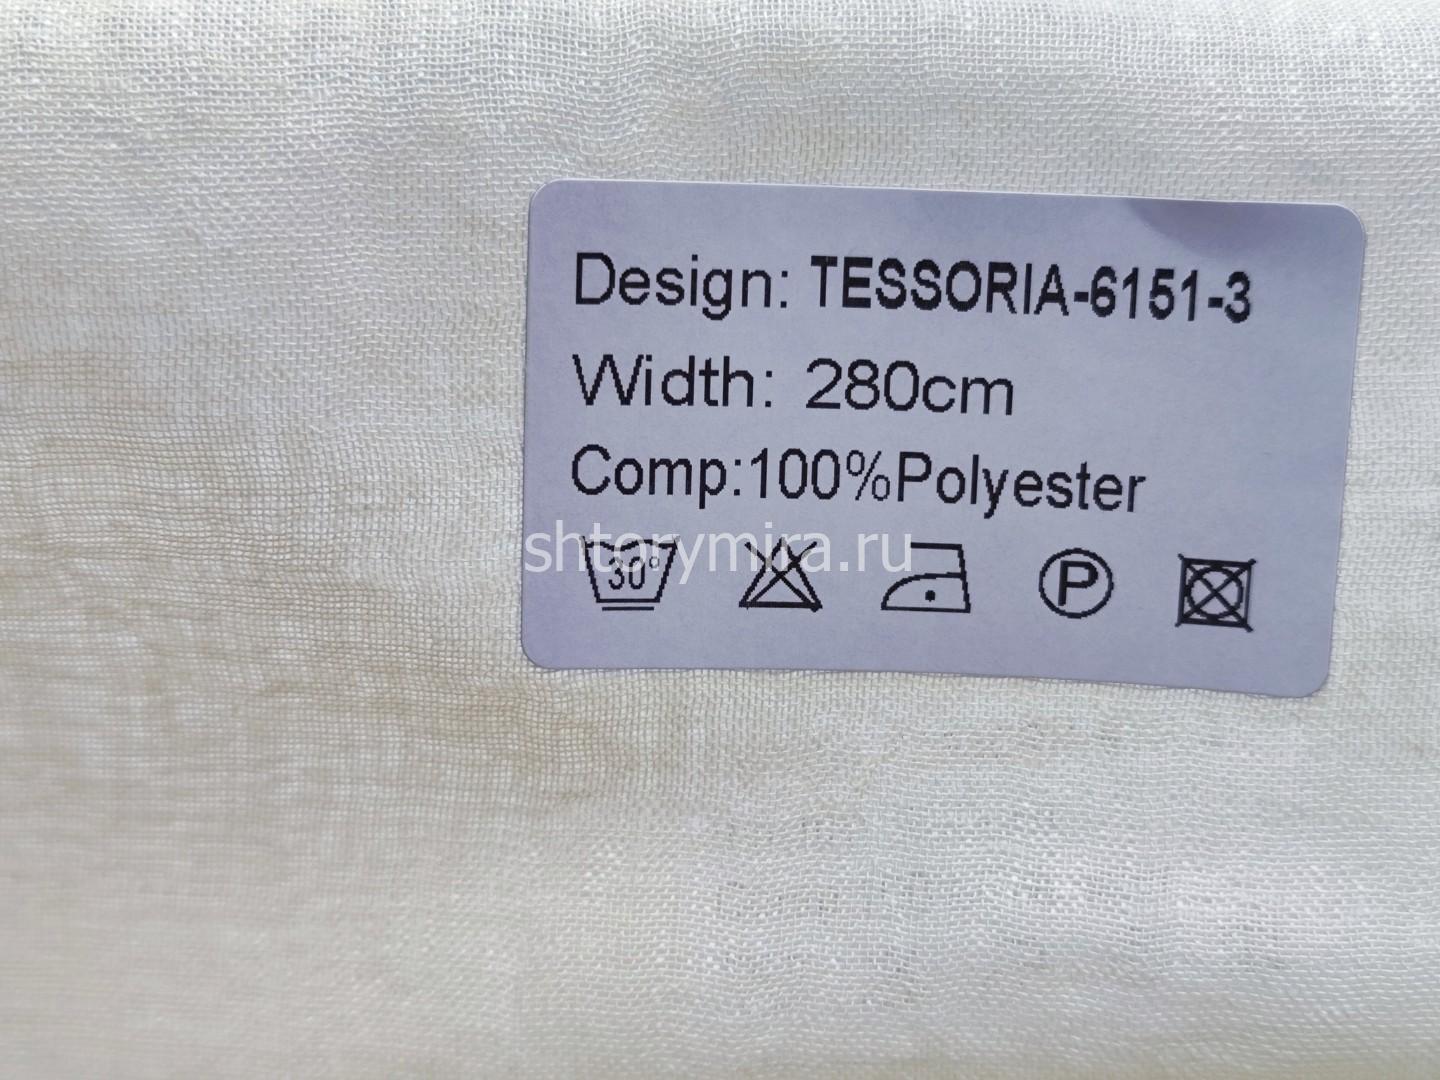 Design: TESSORIA-6151-3
Width: 280cm
Comp:100%Polyester
shtorymira.ru
30°
P